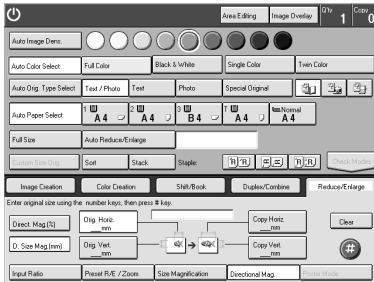 Area Editing Image Overlay Q'ty 1 Copy 0
Auto Image Dens.
Auto Color Select Full Color Black & White Single Color Twin Color
Auto Orig. Type Select Text / Photo Text Photo Special Original
Auto Paper Select 1 A4 2 A4 3 B4 T A4 Normal A4
Full Size Auto Reduce/Enlarge
Custom Size Orig. Sort Stack Staple: Check Modes
Image Creation Color Creation Shift/Book Duplex/Combine Reduce/Enlarge
Enter original size using the number keys, then press # key.
Direct. Mag.(%) Orig. Horiz. __mm Copy Horiz. __mm Clear
D. Size Mag.(mm) Orig. Vert. __mm Copy Vert. __mm #
Input Ratio Preset R/E / Zoom Size Magnification Directional Mag. Poster Mode